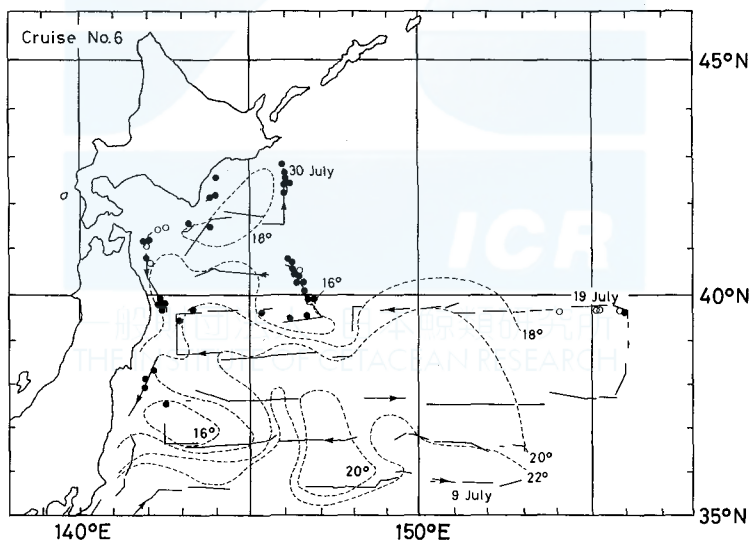 Cruise No.6
45°N
30 July
18°
16°
ICR
40°N
19 July
18°
THE INSTITUTE OF CETACEAN RESEARCH
16°
20°
20°
22°
9 July
35°N
140°E
150°E